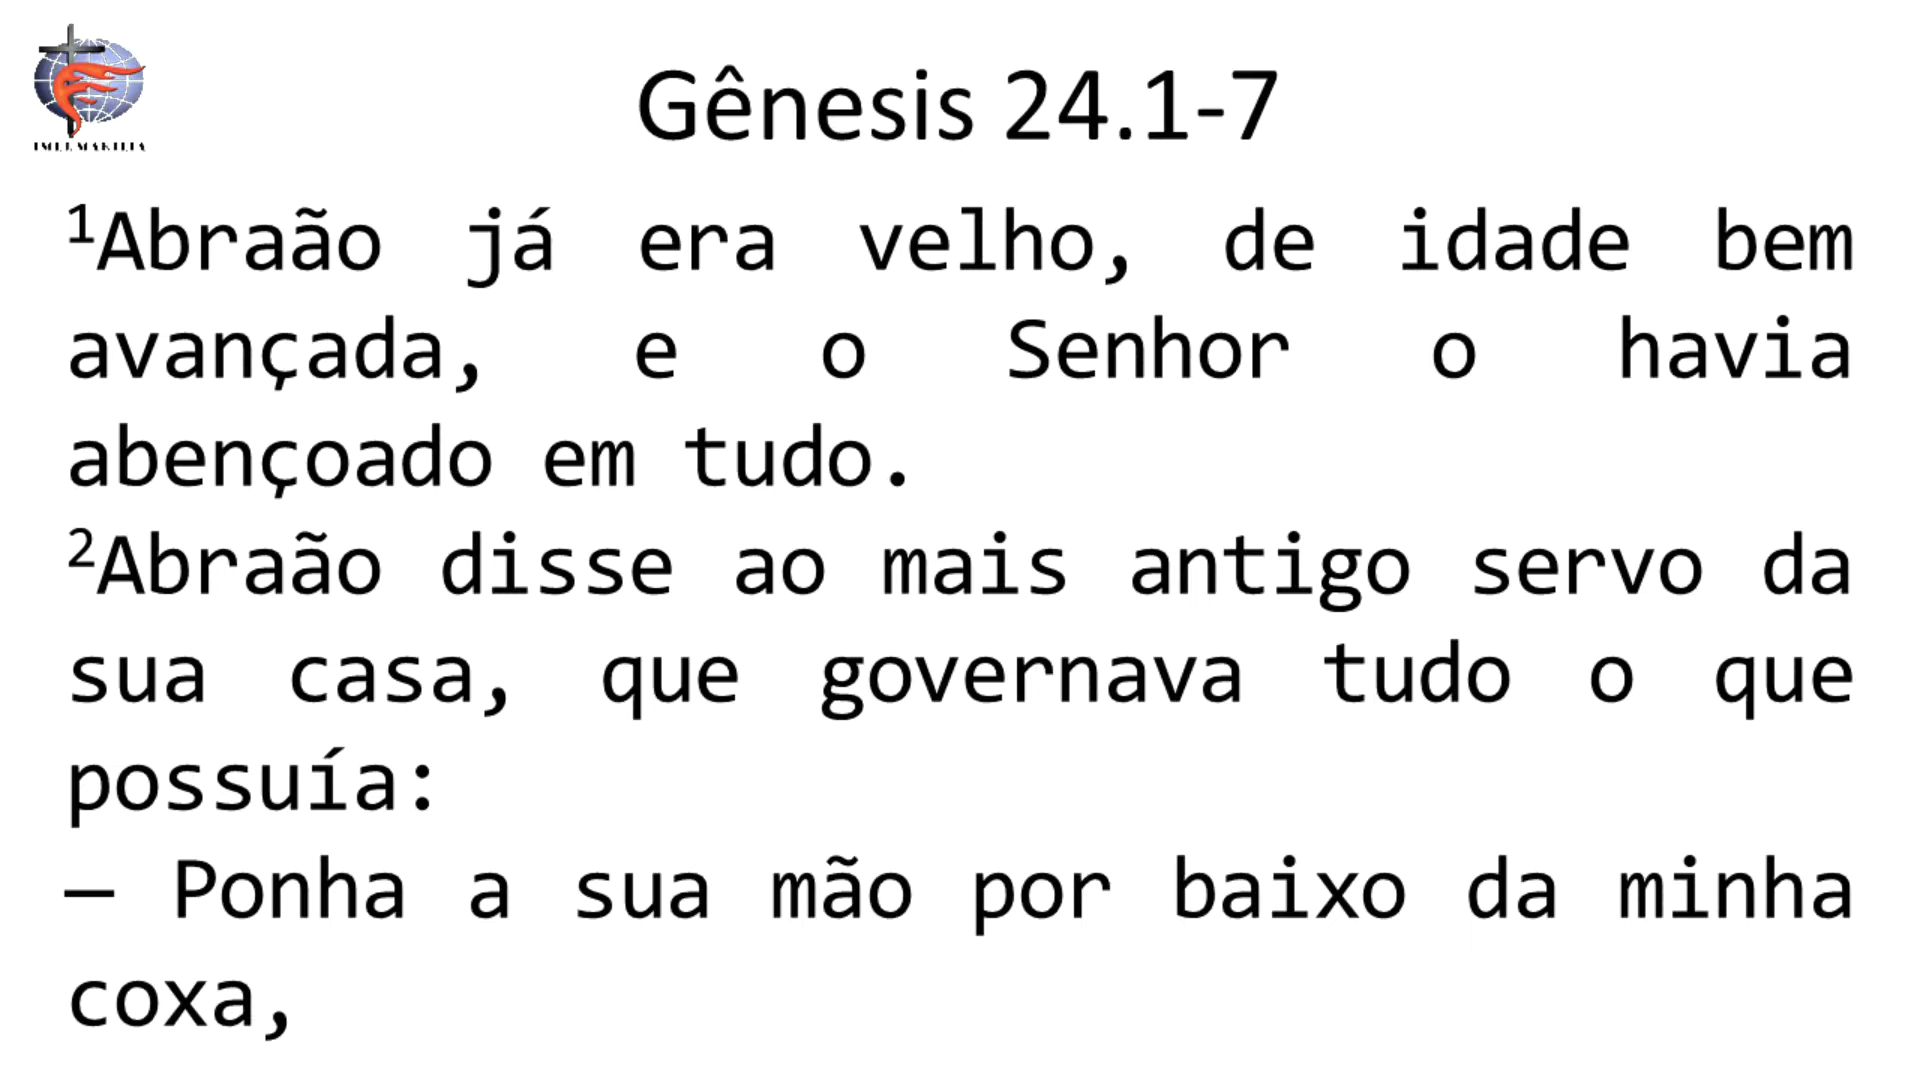 Gênesis 24.1-7
¹Abraão já era velho, de idade bem
avançada, e o Senhor o havia
abençoado em tudo.
²Abraão disse ao mais antigo servo da
sua casa, que governava tudo o que
possuía:
— Ponha a sua mão por baixo da minha
coxa,